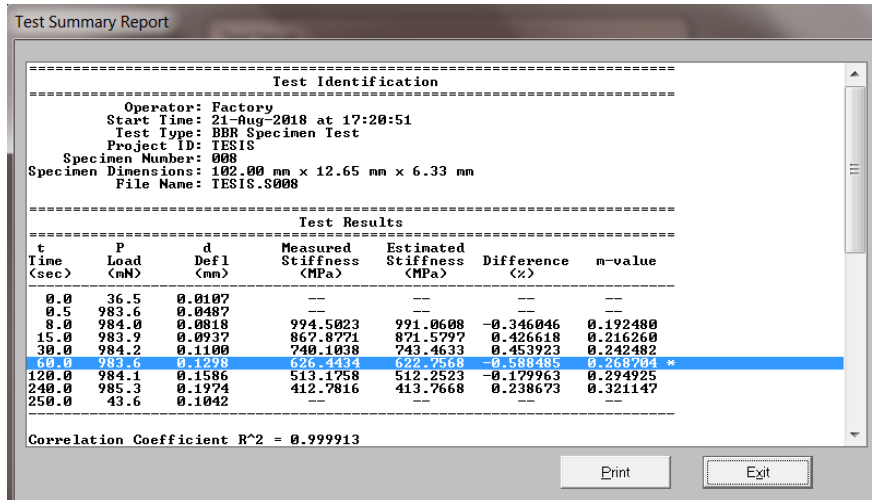 Test Summary Report
==========================================================================
Test Identification
==========================================================================
Operator: Factory
Start Time: 21-Aug-2018 at 17:20:51
Test Type: BBR Specimen Test
Project ID: TESIS
Specimen Number: 008
Specimen Dimensions: 102.00 mm x 12.65 mm x 6.33 mm
File Name: TESIS.S008
==========================================================================
Test Results
==========================================================================
t P d Measured Estimated
Time Load Defl Stiffness Stiffness Difference m-value
(sec) (mN) (mm) (MPa) (MPa) (%)
--------------------------------------------------------------------------
0.0 36.5 0.0107 -- -- -- --
0.5 983.6 0.0487 -- -- -- --
8.0 984.0 0.0818 994.5023 991.0608 -0.346046 0.192480
15.0 983.9 0.0937 867.8771 871.5797 0.426618 0.216260
30.0 984.2 0.1100 740.1038 743.4633 0.453923 0.242482
60.0 983.6 0.1298 626.4434 622.7568 -0.588485 0.268704 *
120.0 984.1 0.1586 513.1758 512.2523 -0.179963 0.294925
240.0 985.3 0.1974 412.7816 413.7668 0.238673 0.321147
250.0 43.6 0.1042 -- -- -- --
--------------------------------------------------------------------------
Correlation Coefficient R^2 = 0.999913
Print Exit